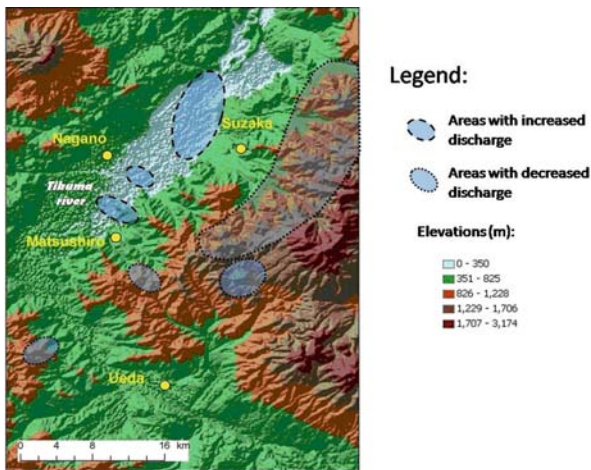 Suzaka
Nagano
Tikuma
river
Matsushiro
Ueda
0 4 8 16
km
Legend:
Areas with increased
discharge
Areas with decreased
discharge
Elevations (m):
0 - 350
351 - 825
826 - 1,228
1,229 - 1,706
1,707 - 3,174